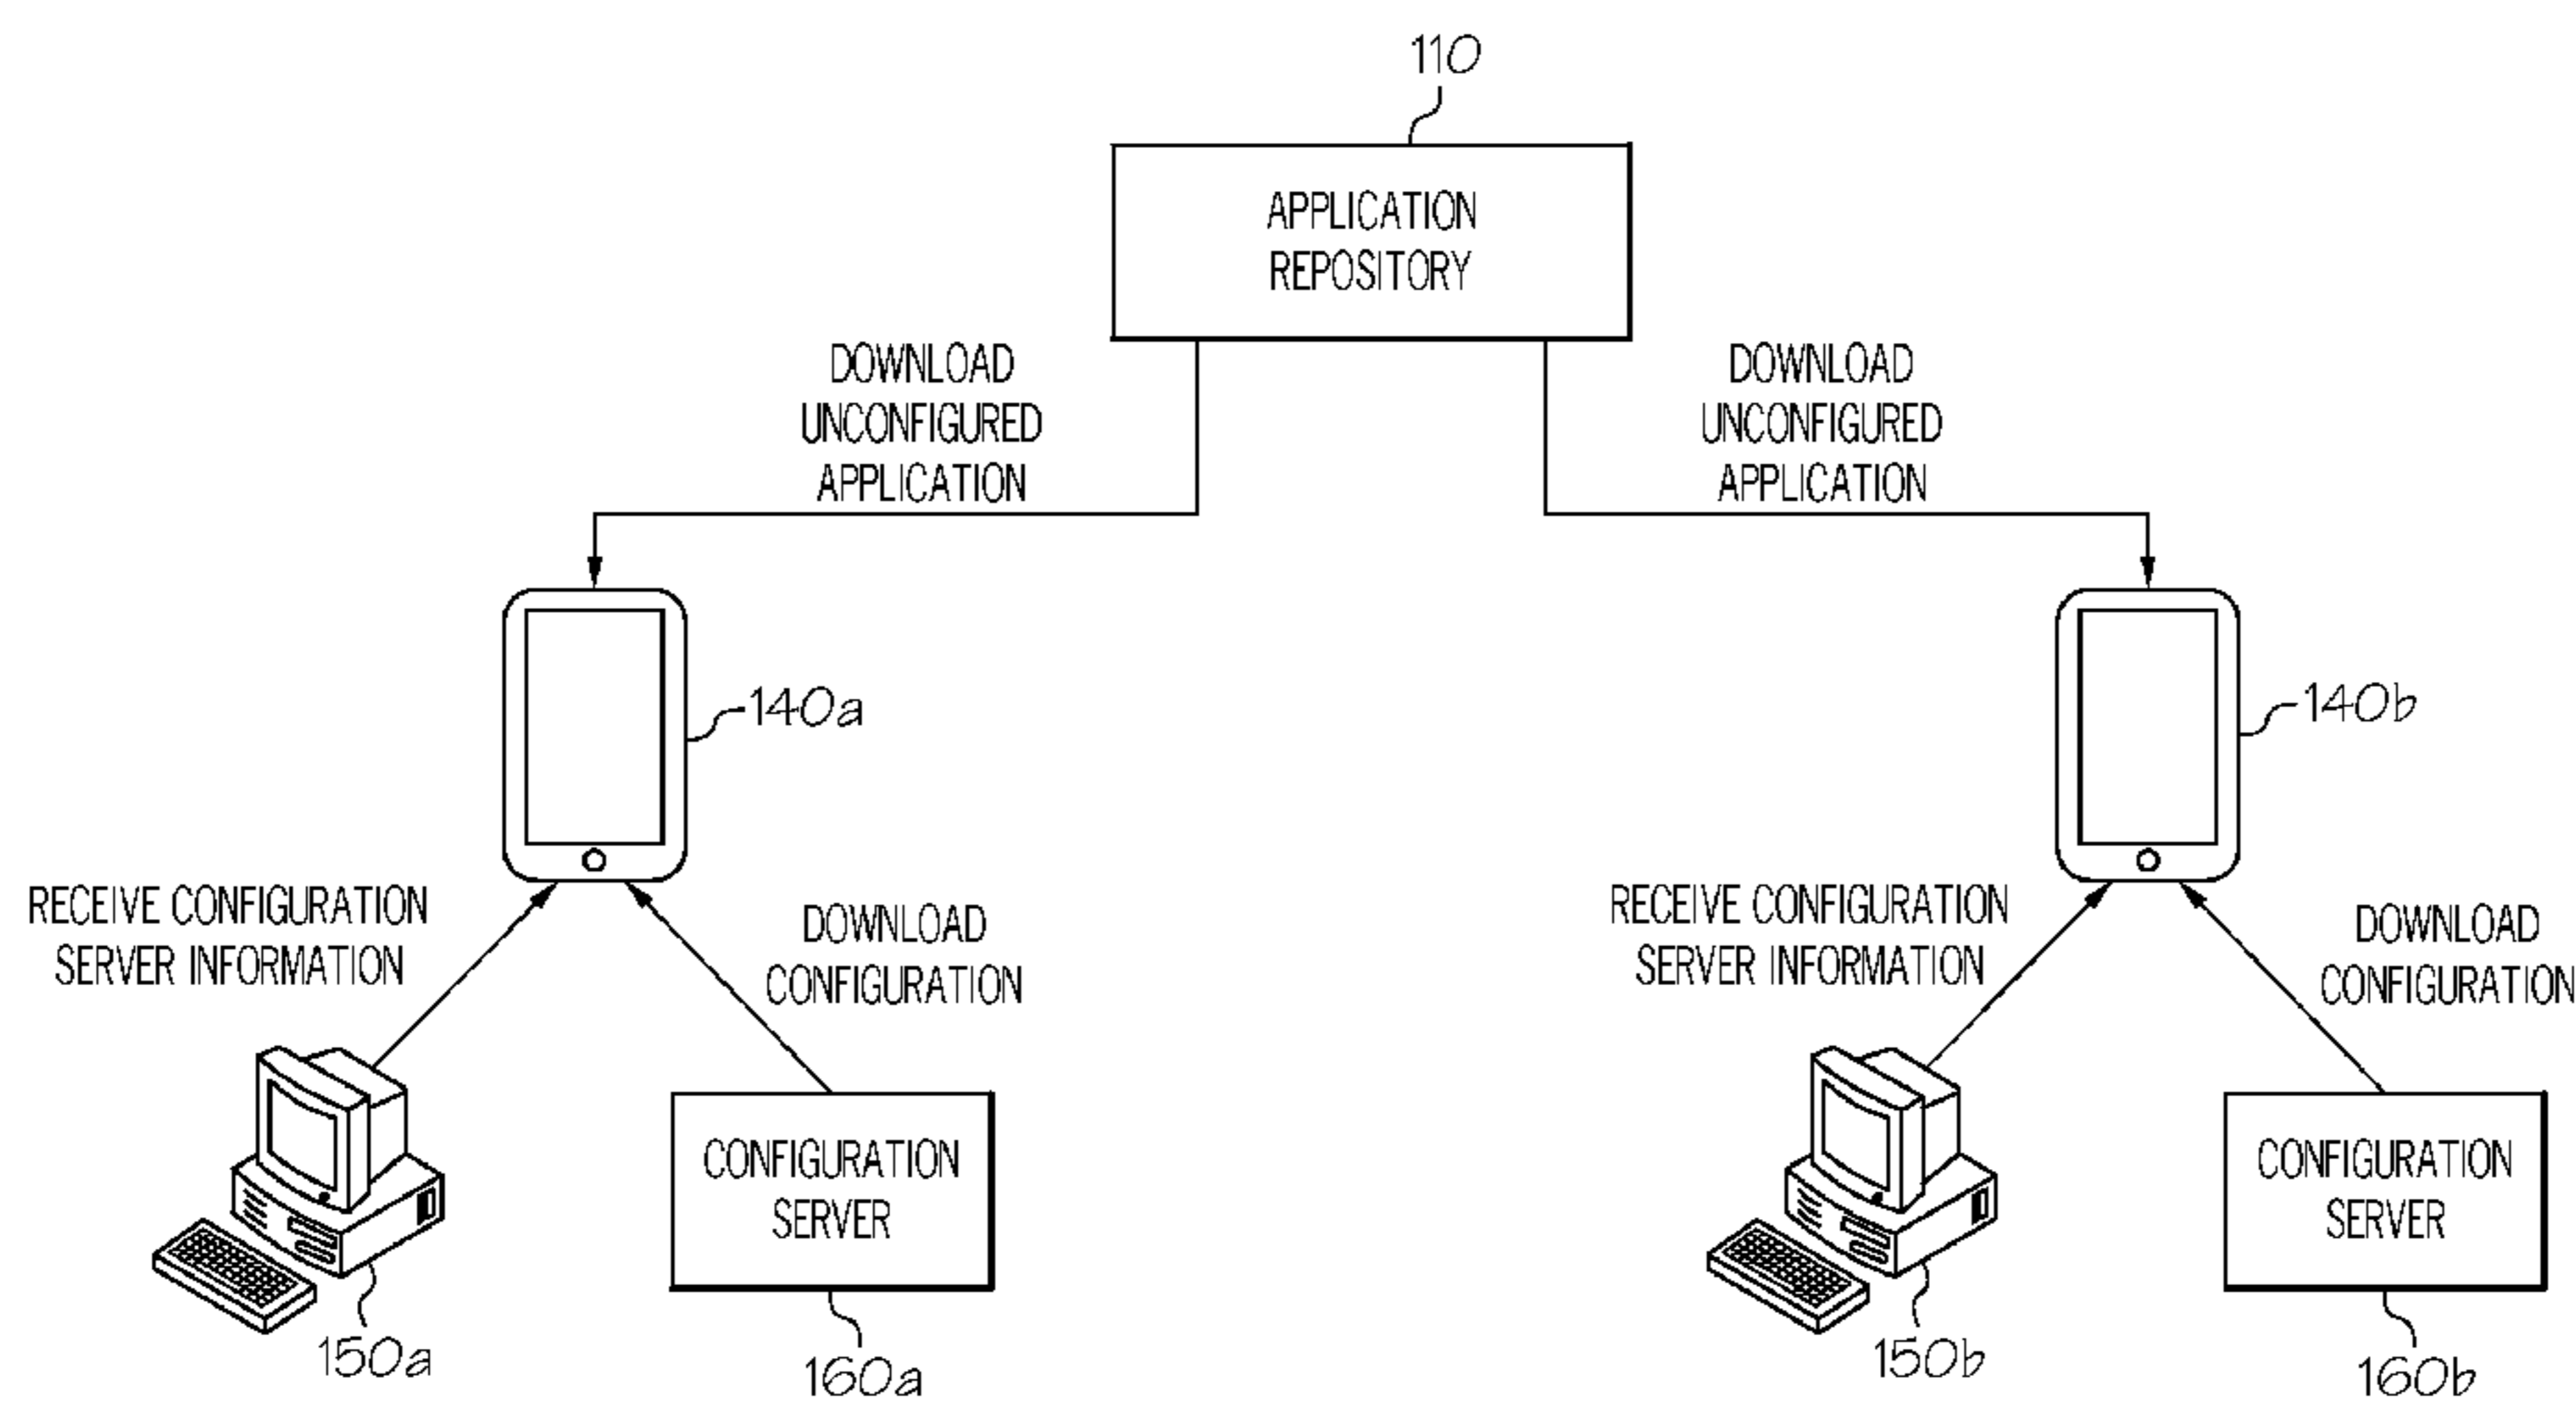 110
APPLICATION
REPOSITORY
DOWNLOAD
UNCONFIGURED
APPLICATION
DOWNLOAD
UNCONFIGURED
APPLICATION
140a
140b
RECEIVE CONFIGURATION
SERVER INFORMATION
DOWNLOAD
CONFIGURATION
RECEIVE CONFIGURATION
SERVER INFORMATION
DOWNLOAD
CONFIGURATION
CONFIGURATION
SERVER
CONFIGURATION
SERVER
150a
160a
150b
160b